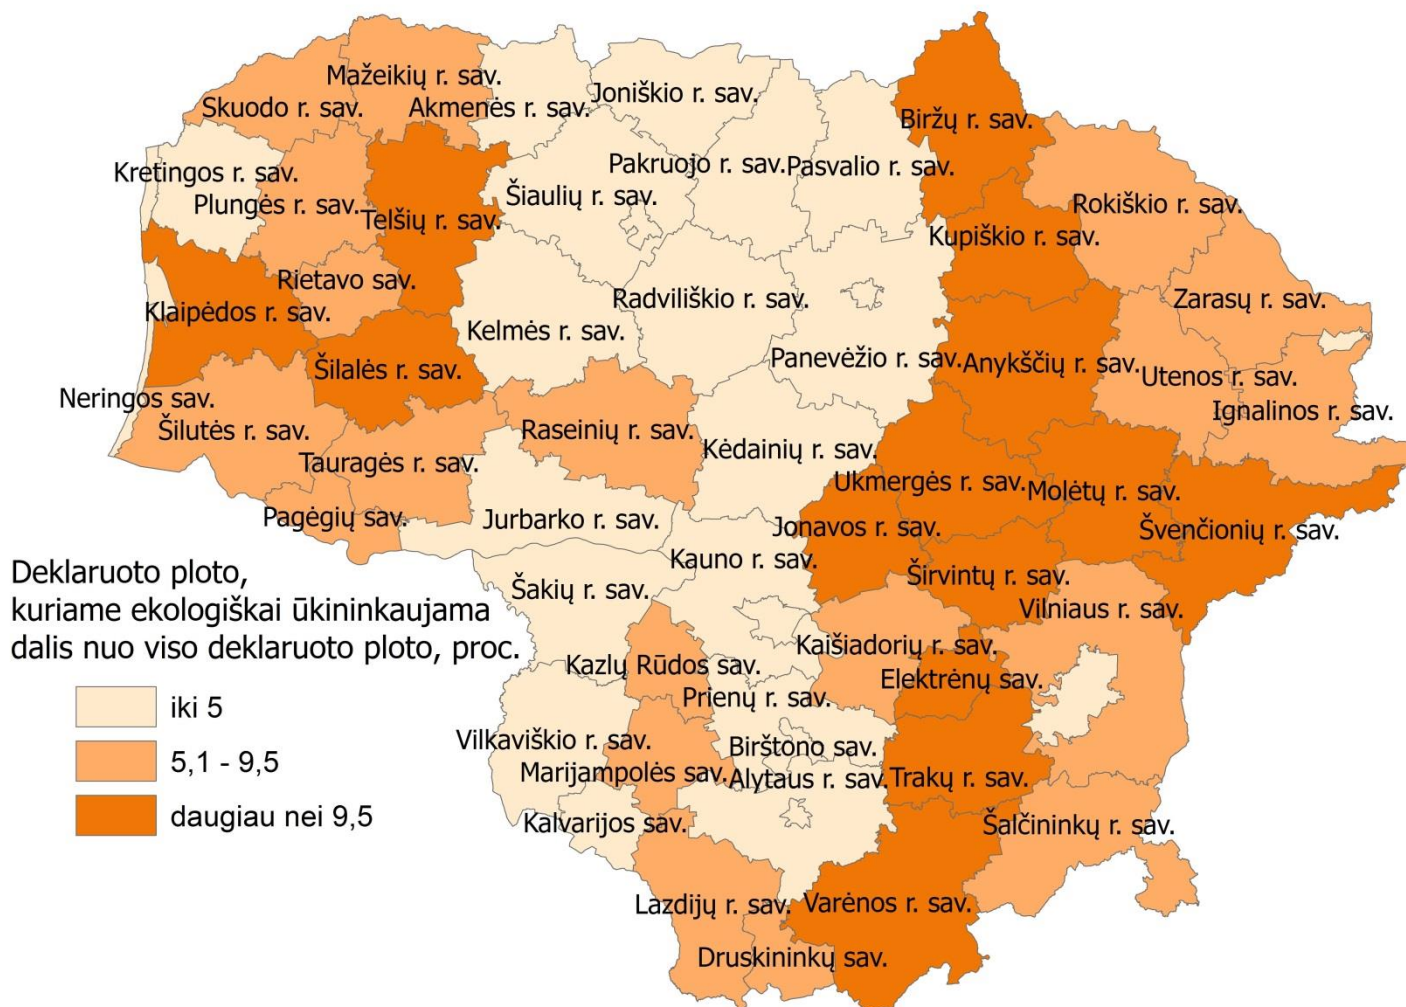 Mažeikių r. sav.
Skuodo r. sav.
Akmenės r. sav.
Joniškio r. sav.
Biržų r. sav.
Kretingos r. sav.
Plungės r. sav.
Telšių r. sav.
Šiaulių r. sav.
Pakruojo r. sav.
Pasvalio r. sav.
Rokiškio r. sav.
Kupiškio r. sav.
Rietavo sav.
Klaipėdos r. sav.
Radviliškio r. sav.
Zarasų r. sav.
Kelmės r. sav.
Šilalės r. sav.
Panevėžio r. sav.
Anykščių r. sav.
Utenos r. sav.
Neringos sav.
Ignalinos r. sav.
Šilutės r. sav.
Raseinių r. sav.
Kėdainių r. sav.
Tauragės r. sav.
Ukmergės r. sav.
Molėtų r. sav.
Pagėgių sav.
Jurbarko r. sav.
Jonavos r. sav.
Švenčionių r. sav.
Kauno r. sav.
Šakių r. sav.
Širvintų r. sav.
Vilniaus r. sav.
Kaišiadorių r. sav.
Kazlų Rūdos sav.
Elektrėnų sav.
Prienų r. sav.
Vilkaviškio r. sav.
Birštono sav.
Marijampolės sav.
Alytaus r. sav.
Trakų r. sav.
Kalvarijos sav.
Šalčininkų r. sav.
Lazdijų r. sav.
Varėnos r. sav.
Druskininkų sav.
Deklaruoto ploto,
kuriame ekologiškai ūkininkaujama
dalis nuo viso deklaruoto ploto, proc.
iki 5
5,1 - 9,5
daugiau nei 9,5